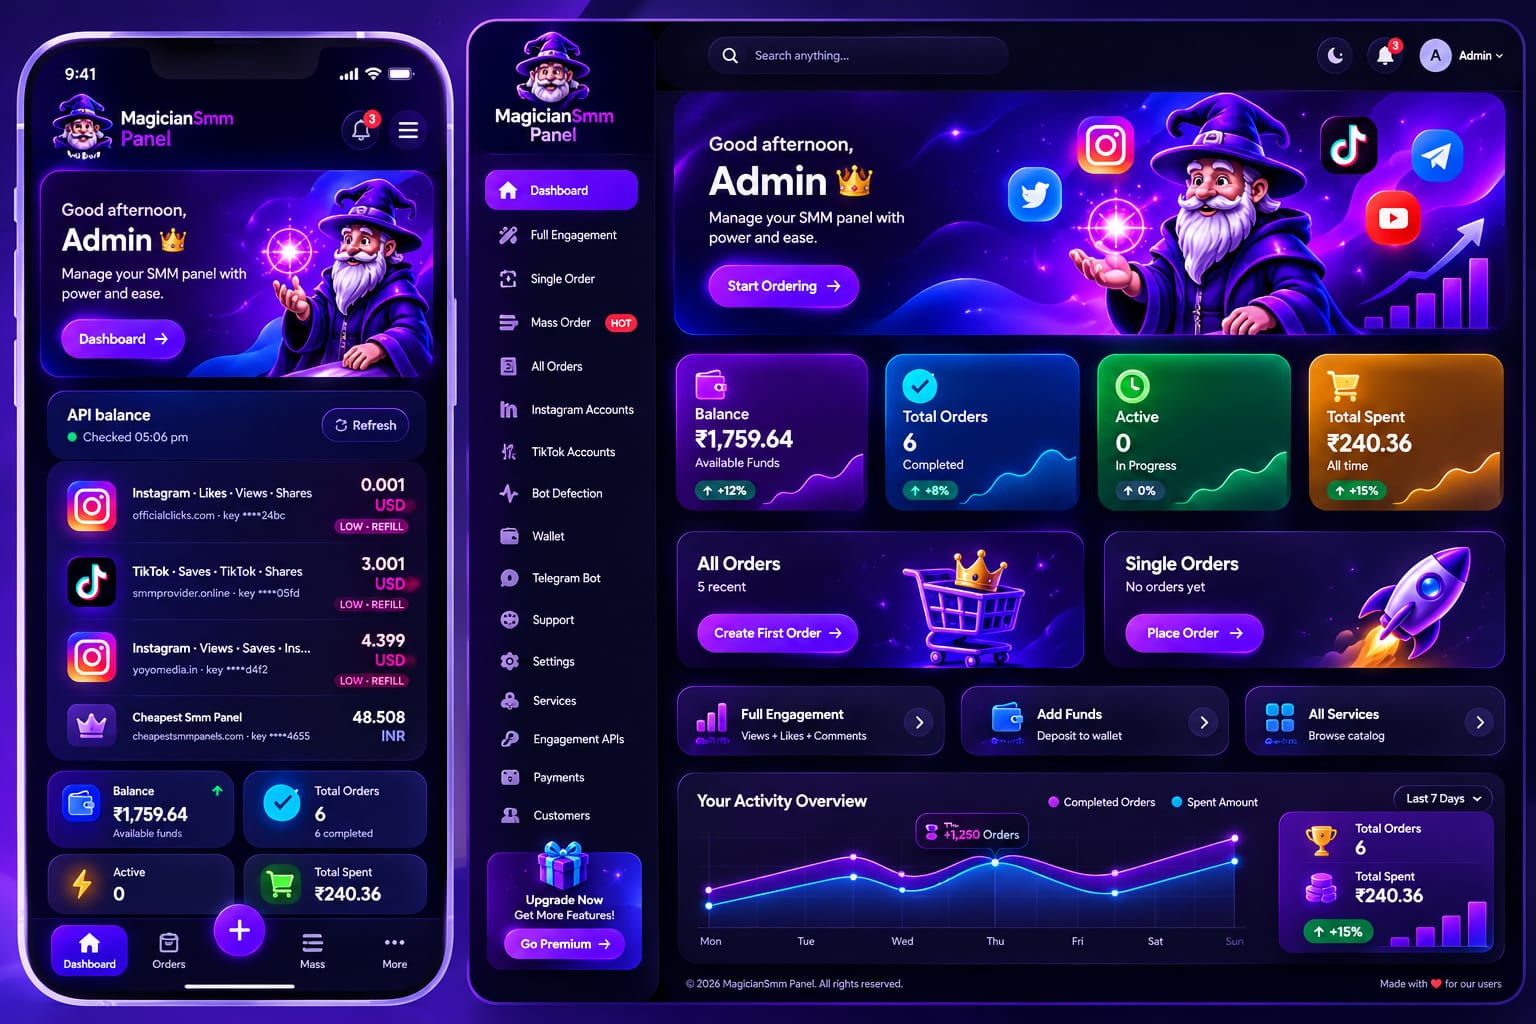 9:41
MagicianSmm
Panel
3
Good afternoon,
Admin
Manage your SMM panel with
power and ease.
Dashboard →
API balance
Checked 05:06 pm
Refresh
Instagram · Likes · Views · Shares
officialclicks.com · key ****24bc
0.001
USD
LOW - REFILL
TikTok · Saves · TikTok · Shares
smmprovider.online · key ****05fd
3.001
USD
LOW - REFILL
Instagram · Views · Saves · Ins...
yoyomedia.in · key ****d4f2
4.399
USD
LOW - REFILL
Cheapest Smm Panel
cheapestsmmpanels.com · key ****4655
48.508
INR
Balance
₹1,759.64
Available funds
Total Orders
6
6 completed
Active
0
Total Spent
₹240.36
Dashboard
Orders
+
Mass
More
MagicianSmm
Panel
Dashboard
Full Engagement
Single Order
Mass Order HOT
All Orders
Instagram Accounts
TikTok Accounts
Bot Defection
Wallet
Telegram Bot
Support
Settings
Services
Engagement APIs
Payments
Customers
Upgrade Now
Get More Features!
Go Premium →
Search anything...
3
A
Admin
Good afternoon,
Admin
Manage your SMM panel with
power and ease.
Start Ordering →
Balance
₹1,759.64
Available Funds
↑ +12%
Total Orders
6
Completed
↑ +8%
Active
0
In Progress
↑ 0%
Total Spent
₹240.36
All time
↑ +15%
All Orders
5 recent
Create First Order →
Single Orders
No orders yet
Place Order →
Full Engagement
Views + Likes + Comments
Add Funds
Deposit to wallet
All Services
Browse catalog
Your Activity Overview
Completed Orders
Spent Amount
Last 7 Days
+1,250 Orders
Mon Tue Wed Thu Fri Sat Sun
Total Orders
6
Total Spent
₹240.36
↑ +15%
© 2026 MagicianSmm Panel. All rights reserved.
Made with ❤️ for our users